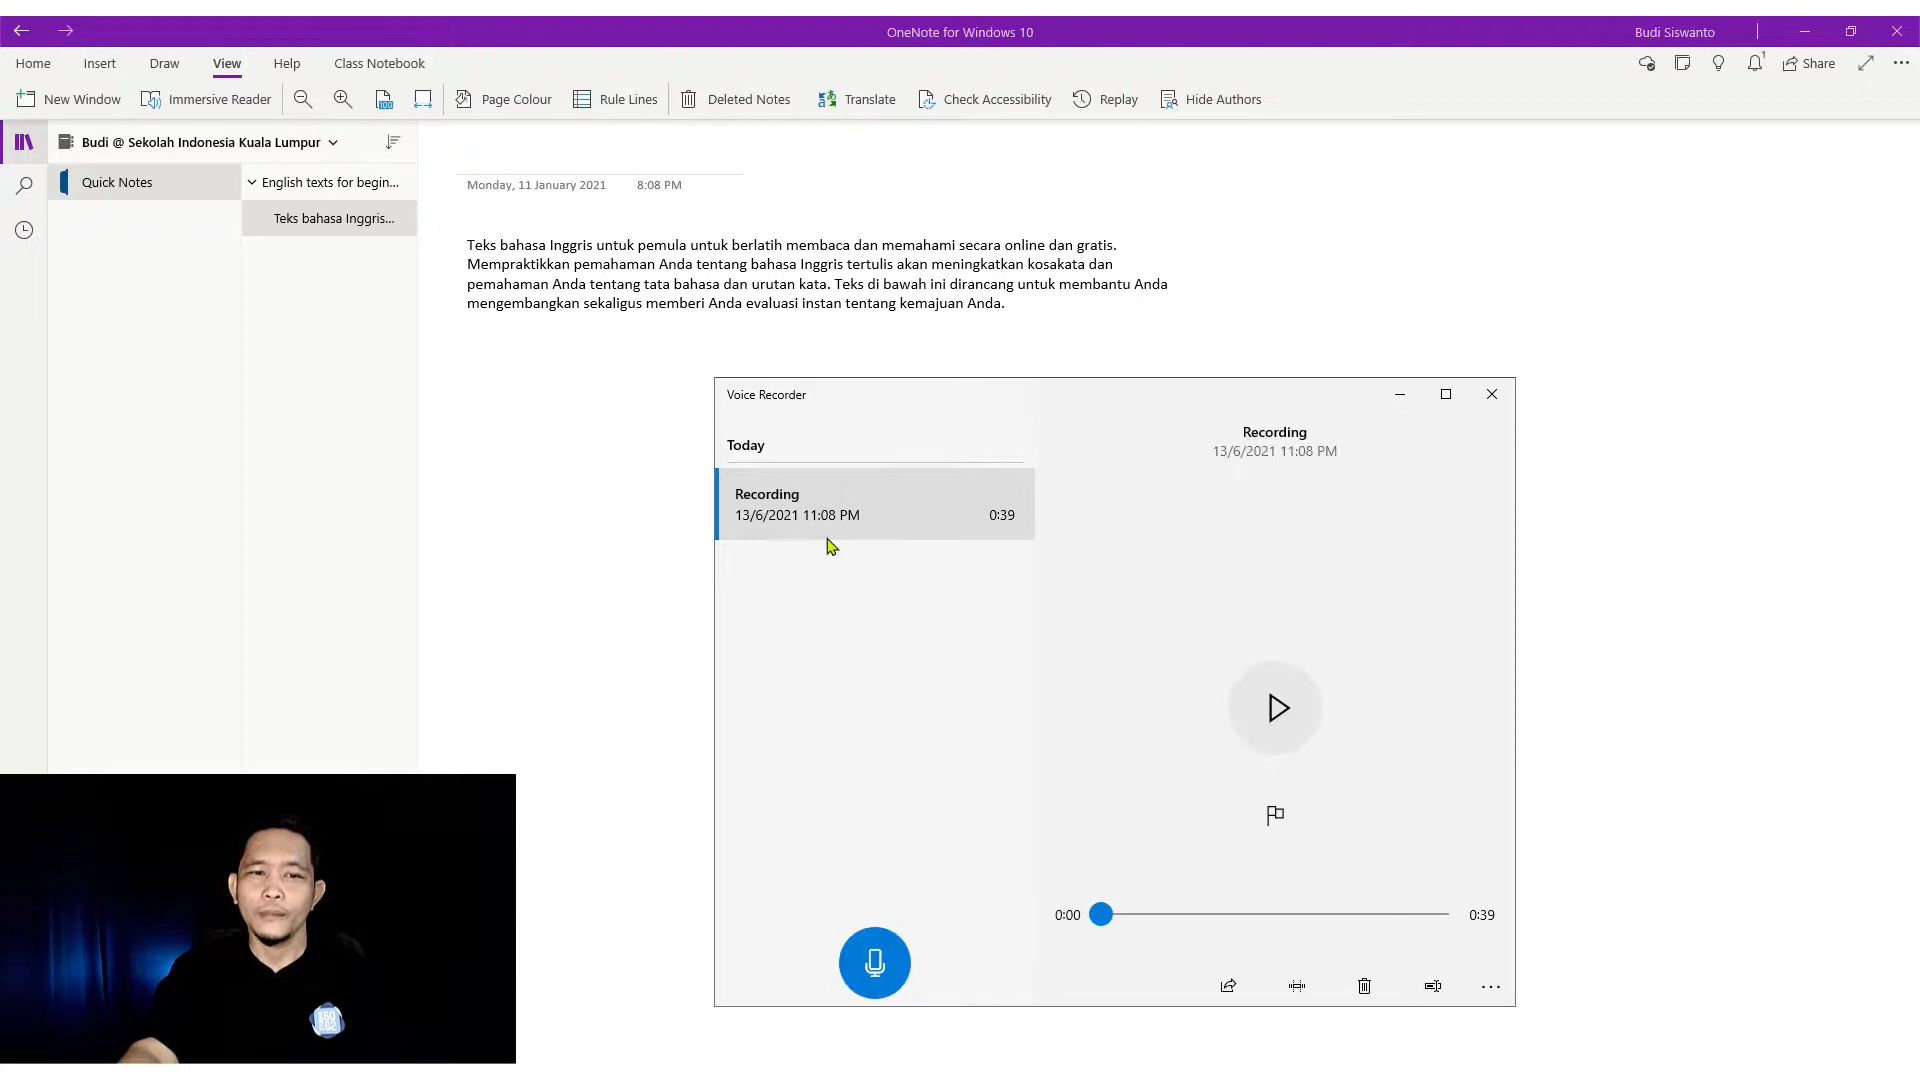 OneNote for Windows 10
Budi Siswanto
Home
Insert
Draw
View
Help
Class Notebook
1
Share
New Window
Immersive Reader
100
Page Colour
Rule Lines
Deleted Notes
Translate
Check Accessibility
Replay
Hide Authors
Budi @ Sekolah Indonesia Kuala Lumpur
Quick Notes
English texts for begin...
Teks bahasa Inggris...
Monday, 11 January 2021 8:08 PM
Teks bahasa Inggris untuk pemula untuk berlatih membaca dan memahami secara online dan gratis.
Mempraktikkan pemahaman Anda tentang bahasa Inggris tertulis akan meningkatkan kosakata dan
pemahaman Anda tentang tata bahasa dan urutan kata. Teks di bawah ini dirancang untuk membantu Anda
mengembangkan sekaligus memberi Anda evaluasi instan tentang kemajuan Anda.
Voice Recorder
Today
Recording
13/6/2021 11:08 PM 0:39
Recording
13/6/2021 11:08 PM
0:00
0:39